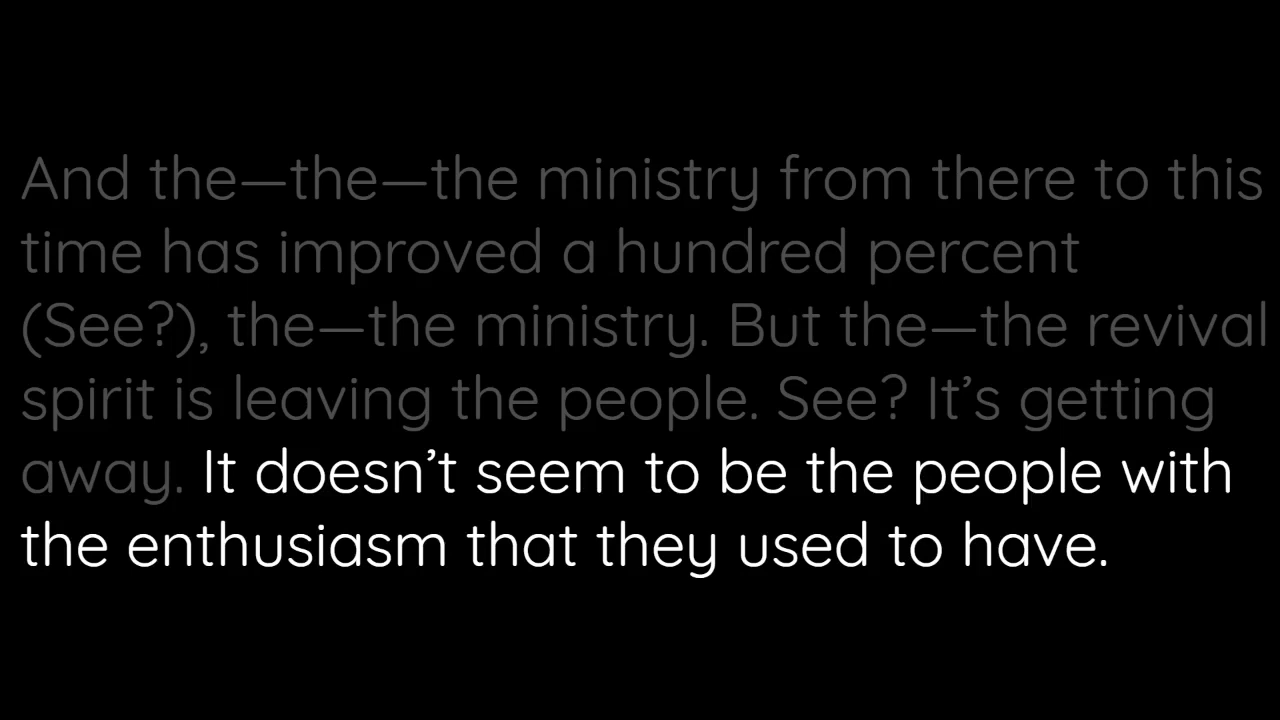 And the—the—the ministry from there to this
time has improved a hundred percent
(See?), the—the ministry. But the—the revival
spirit is leaving the people. See? It’s getting
away. It doesn’t seem to be the people with
the enthusiasm that they used to have.